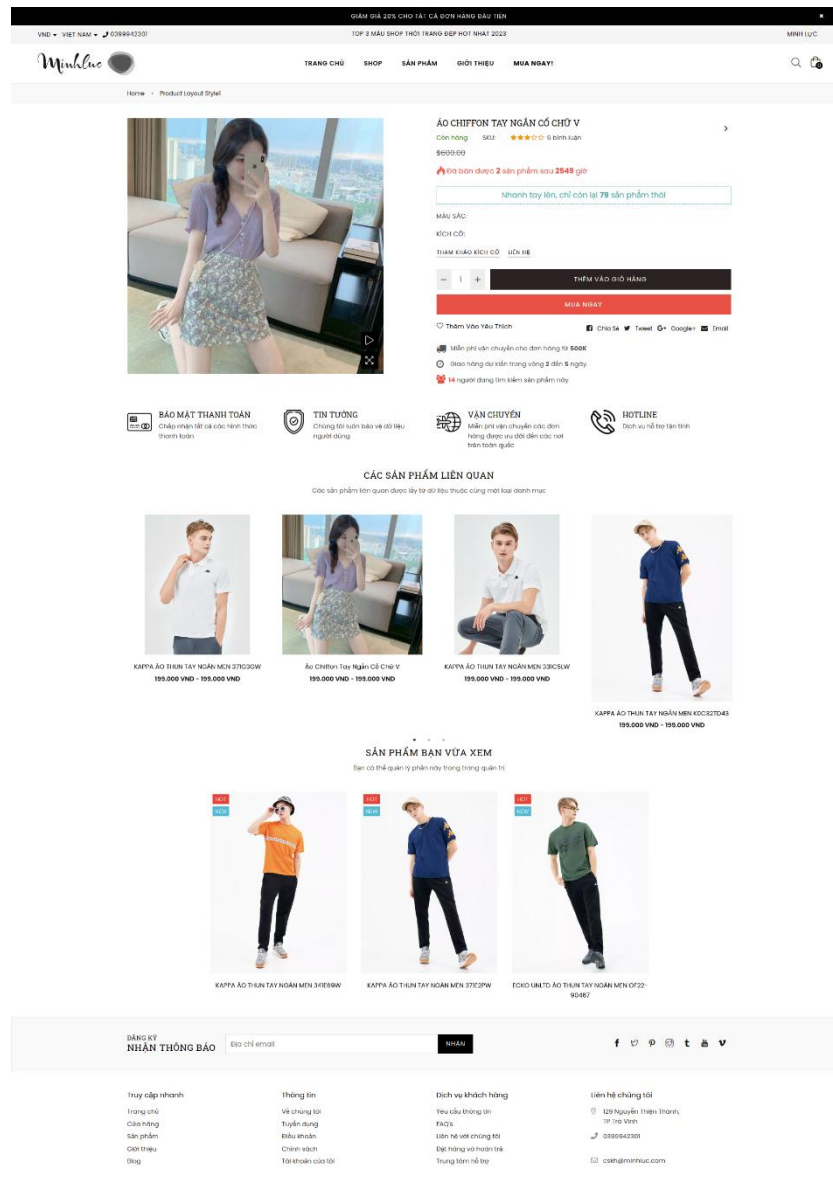 GIẢM GIÁ 20% CHO TẤT CẢ ĐƠN HÀNG ĐẦU TIÊN
VND VIET NAM 0399942301
TOP 3 MẪU SHOP THỜI TRANG ĐẸP HOT NHẤT 2023
MINH LỰC
Minhluc
TRANG CHỦ SHOP SẢN PHẨM GIỚI THIỆU MUA NGAY!
0
Home > Product Layout Style1
ÁO CHIFFON TAY NGẮN CỔ CHỮ V
Còn hàng SKU: 6 bình luận
$600.00
Đã bán được 2 sản phẩm sau 2549 giờ
Nhanh tay lên, chỉ còn lại 79 sản phẩm thôi
MÀU SẮC:
KÍCH CỠ:
THAM KHẢO KÍCH CỠ LIÊN HỆ
− 1 + THÊM VÀO GIỎ HÀNG
MUA NGAY
Thêm Vào Yêu Thích
Chia Sẻ Tweet Google+ Email
Miễn phí vận chuyển cho đơn hàng từ 500K
Giao hàng dự kiến trong vòng 2 đến 5 ngày.
14 người đang tìm kiếm sản phẩm này
BẢO MẬT THANH TOÁN
Chấp nhận tất cả các hình thức
thanh toán
TIN TƯỞNG
Chúng tôi luôn bảo vệ dữ liệu
người dùng
VẬN CHUYỂN
Miễn phí vận chuyển các đơn
hàng được ưu đãi đến các nơi
trên toàn quốc
HOTLINE
Dịch vụ hỗ trợ tận tình
CÁC SẢN PHẨM LIÊN QUAN
Các sản phẩm liên quan được lấy từ dữ liệu thuộc cùng một loại danh mục
KAPPA ÁO THUN TAY NGẮN MEN 371G3GW
199.000 VND - 199.000 VND
Áo Chiffon Tay Ngắn Cổ Chữ V
199.000 VND - 199.000 VND
KAPPA ÁO THUN TAY NGẮN MEN 331C5LW
199.000 VND - 199.000 VND
KAPPA ÁO THUN TAY NGẮN MEN K0C32TD43
199.000 VND - 199.000 VND
SẢN PHẨM BẠN VỪA XEM
Bạn có thể quản lý phần này trong trang quản trị
HOT
NEW
KAPPA ÁO THUN TAY NGẮN MEN 341E69W
HOT
NEW
KAPPA ÁO THUN TAY NGẮN MEN 371E2PW
HOT
NEW
ECKO UNLTD ÁO THUN TAY NGẮN MEN OF22-
90467
ĐĂNG KÝ
NHẬN THÔNG BÁO
Địa chỉ email
NHẬN
Truy cập nhanh
Trang chủ
Cửa hàng
Sản phẩm
Giới thiệu
Blog
Thông tin
Về chúng tôi
Tuyển dụng
Điều khoản
Chính sách
Tài khoản của tôi
Dịch vụ khách hàng
Yêu cầu thông tin
FAQ's
Liên hệ với chúng tôi
Đặt hàng và hoàn trả
Trung tâm hỗ trợ
Liên hệ chúng tôi
129 Nguyễn Thiện Thành,
TP Trà Vinh
0399942301
cskh@minhluc.com